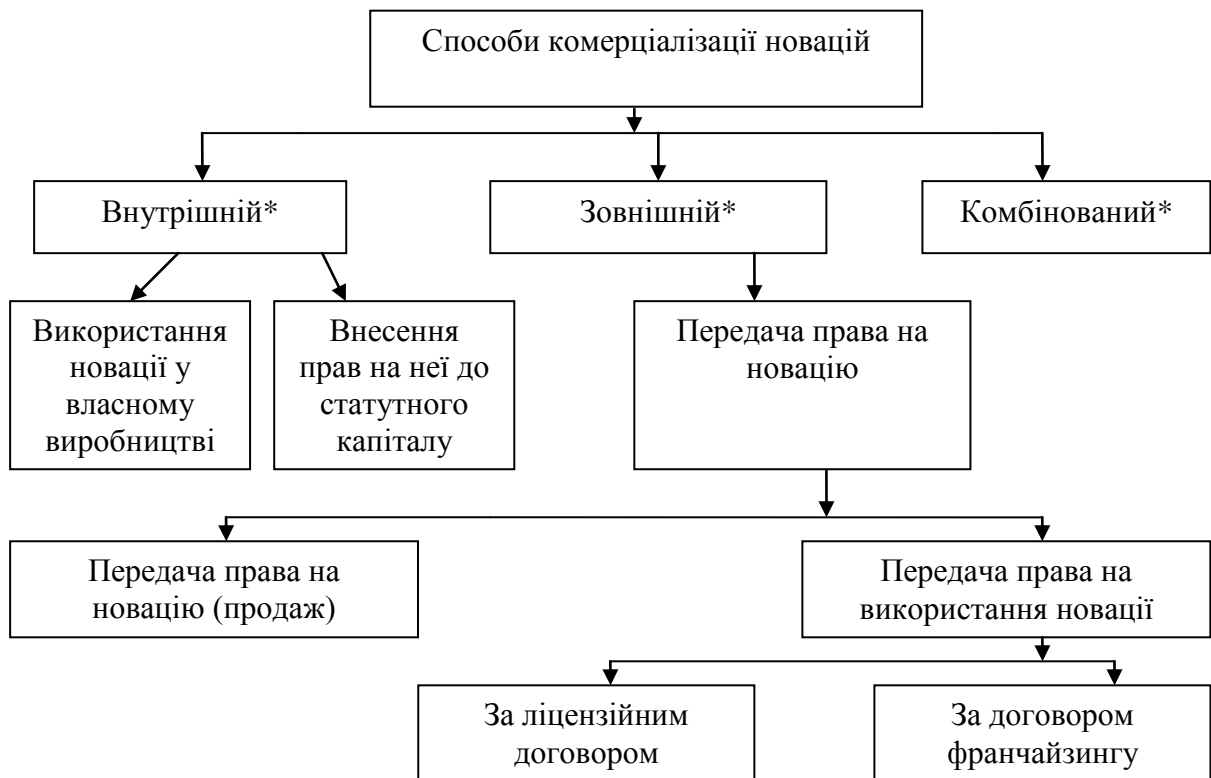 Способи комерціалізації новацій
Внутрішній*
Зовнішній*
Комбінований*
Використання
новації у
власному
виробництві
Внесення
прав на неї до
статутного
капіталу
Передача права на
новацію
Передача права на
новацію (продаж)
Передача права на
використання новації
За ліцензійним
договором
За договором
франчайзингу